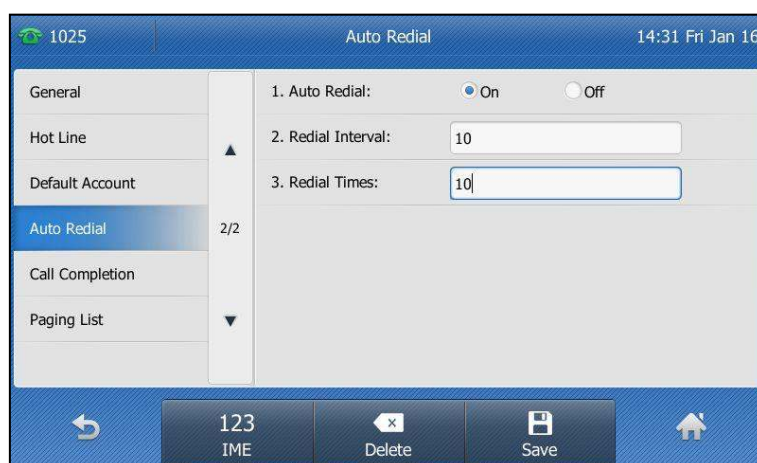 1025 Auto Redial 14:31 Fri Jan 16
General
Hot Line
Default Account
Auto Redial
Call Completion
Paging List
2/2
1. Auto Redial: On Off
2. Redial Interval: 10
3. Redial Times: 10
123 IME
Delete
Save